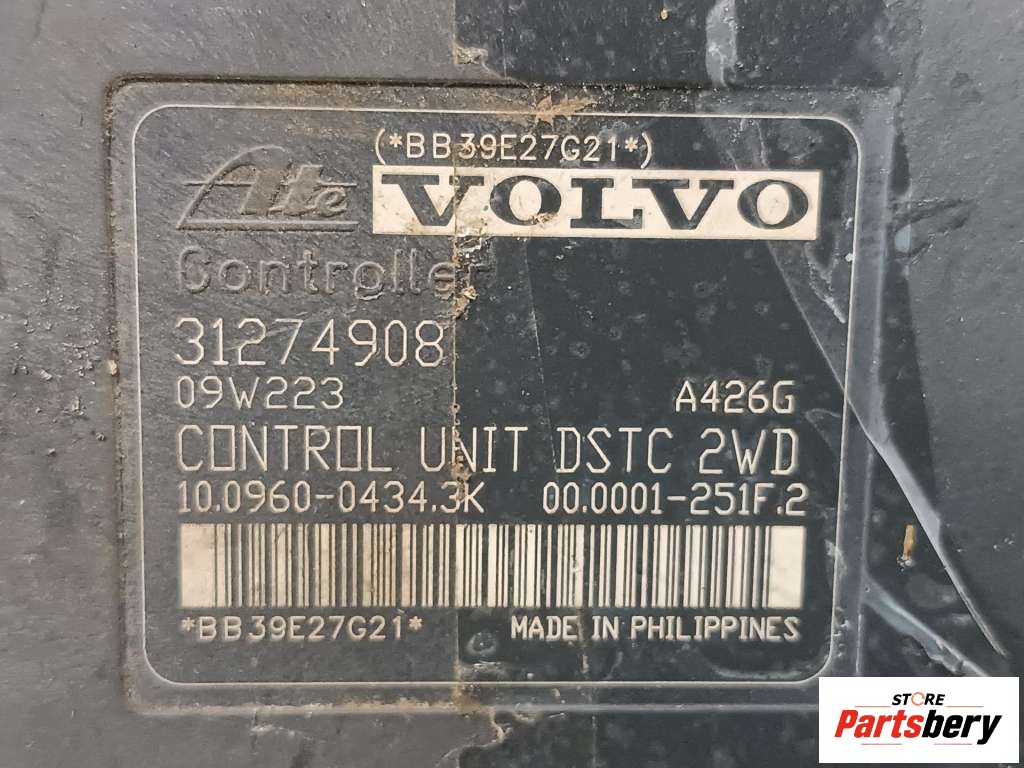 (*BB39E27G21*)
Ate VOLVO
Controller
31274908
09W223 A426G
CONTROL UNIT DSTC 2WD
10.0960-0434.3K 00.0001-251F.2
*BB39E27G21* MADE IN PHILIPPINES
STORE
Partsbery